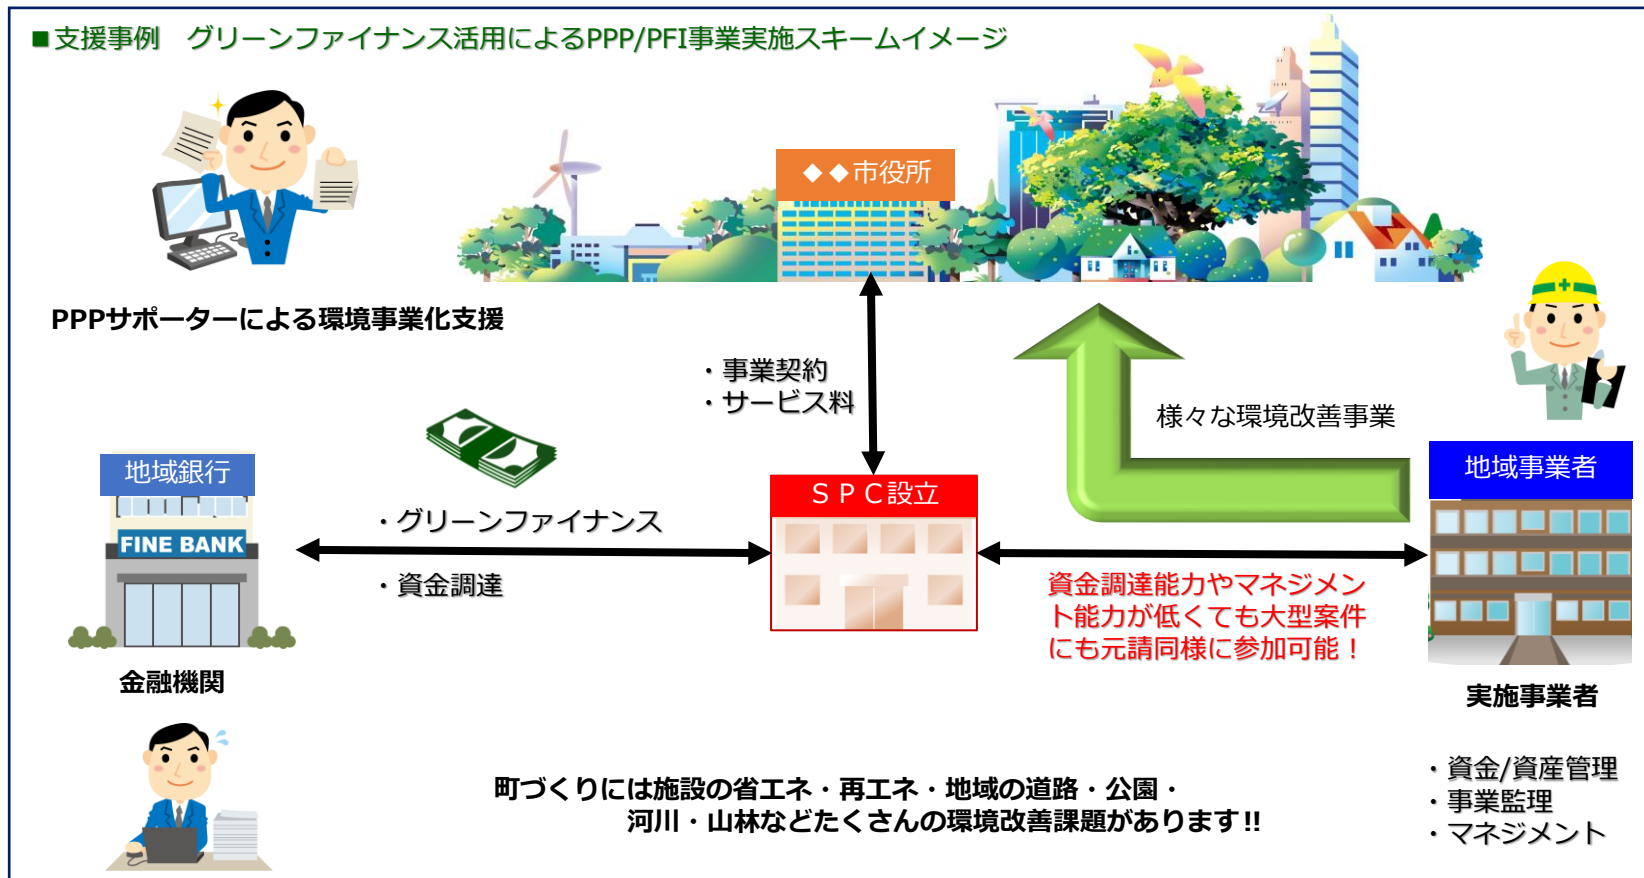 ■支援事例　グリーンファイナンス活用によるPPP/PFI事業実施スキームイメージ
◆◆市役所
PPPサポーターによる環境事業化支援
・事業契約
・サービス料
様々な環境改善事業
地域銀行
FINE BANK
・グリーンファイナンス
・資金調達
ＳＰＣ設立
地域事業者
資金調達能力やマネジメン
ト能力が低くても大型案件
にも元請同様に参加可能！
金融機関
実施事業者
・資金/資産管理
・事業監理
・マネジメント
町づくりには施設の省エネ・再エネ・地域の道路・公園・
河川・山林などたくさんの環境改善課題があります!!